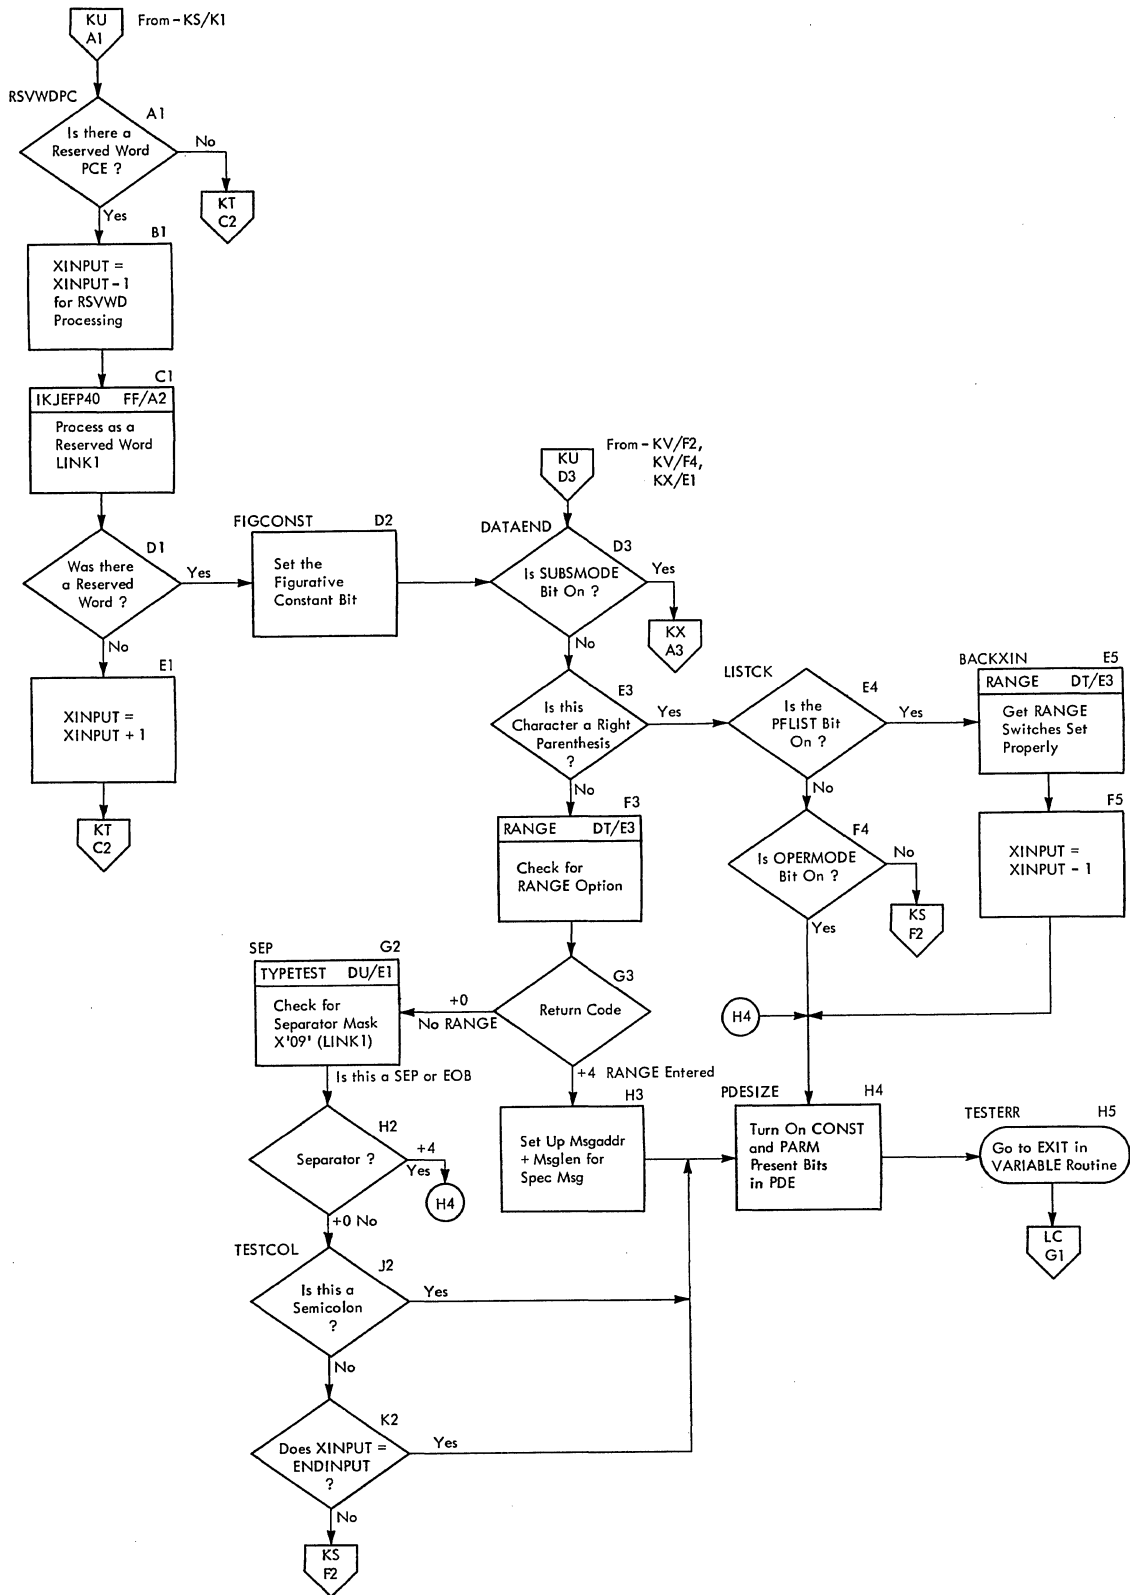 KU
A1
From - KS/K1
RSVWDPC
A1
Is there a
Reserved Word
PCE ?
No
KT
C2
Yes
B1
XINPUT =
XINPUT - 1
for RSVWD
Processing
C1
IKJEFP40 FF/A2
Process as a
Reserved Word
LINK1
D1
Was there
a Reserved
Word ?
Yes
No
E1
XINPUT =
XINPUT + 1
KT
C2
FIGCONST D2
Set the
Figurative
Constant Bit
KU
D3
From - KV/F2,
KV/F4,
KX/E1
DATAEND
D3
Is SUBSMODE
Bit On ?
Yes
KX
A3
No
E3
Is this
Character a Right
Parenthesis
?
Yes
No
LISTCK
E4
Is the
PFLIST Bit
On ?
Yes
No
BACKXIN E5
RANGE DT/E3
Get RANGE
Switches Set
Properly
F5
XINPUT =
XINPUT - 1
F3
RANGE DT/E3
Check for
RANGE Option
F4
Is OPERMODE
Bit On ?
No
KS
F2
Yes
G3
Return Code
+0
No RANGE
+4 RANGE Entered
SEP G2
TYPETEST DU/E1
Check for
Separator Mask
X'09' (LINK1)
Is this a SEP or EOB
H4
H2
Separator ?
+4
Yes
H4
+0 No
H3
Set Up Msgaddr
+ Msglen for
Spec Msg
PDESIZE H4
Turn On CONST
and PARM
Present Bits
in PDE
TESTERR H5
Go to EXIT in
VARIABLE Routine
LC
G1
TESTCOL
J2
Is this a
Semicolon
?
Yes
No
K2
Does XINPUT =
ENDINPUT
?
Yes
No
KS
F2